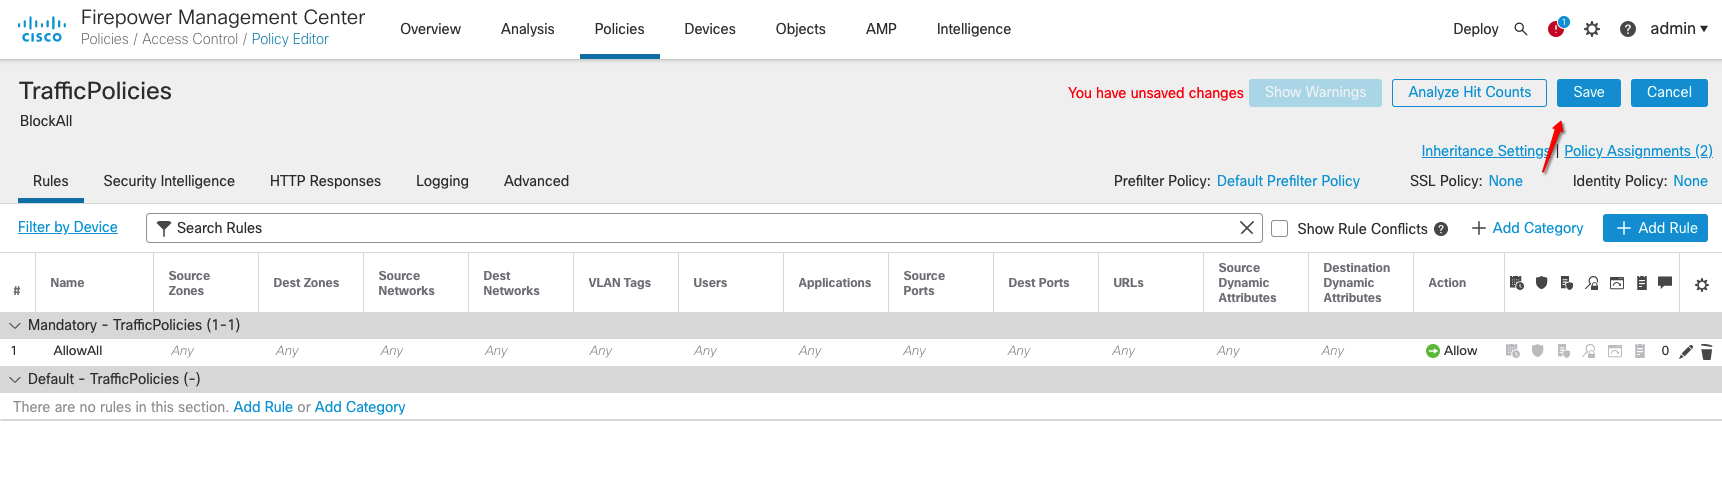 Firepower Management Center
CISCO Policies / Access Control / Policy Editor
Overview Analysis Policies Devices Objects AMP Intelligence
Deploy ! 1 ? admin
TrafficPolicies
BlockAll
You have unsaved changes Show Warnings Analyze Hit Counts Save Cancel
Inheritance Settings | Policy Assignments (2)
Rules Security Intelligence HTTP Responses Logging Advanced
Prefilter Policy: Default Prefilter Policy SSL Policy: None Identity Policy: None
Filter by Device Search Rules Show Rule Conflicts ? + Add Category + Add Rule
# Name Source Zones Dest Zones Source Networks Dest Networks VLAN Tags Users Applications Source Ports Dest Ports URLs Source Dynamic Attributes Destination Dynamic Attributes Action
Mandatory - TrafficPolicies (1-1)
1 AllowAll Any Any Any Any Any Any Any Any Any Any Any Any Allow 0
Default - TrafficPolicies (-)
There are no rules in this section. Add Rule or Add Category